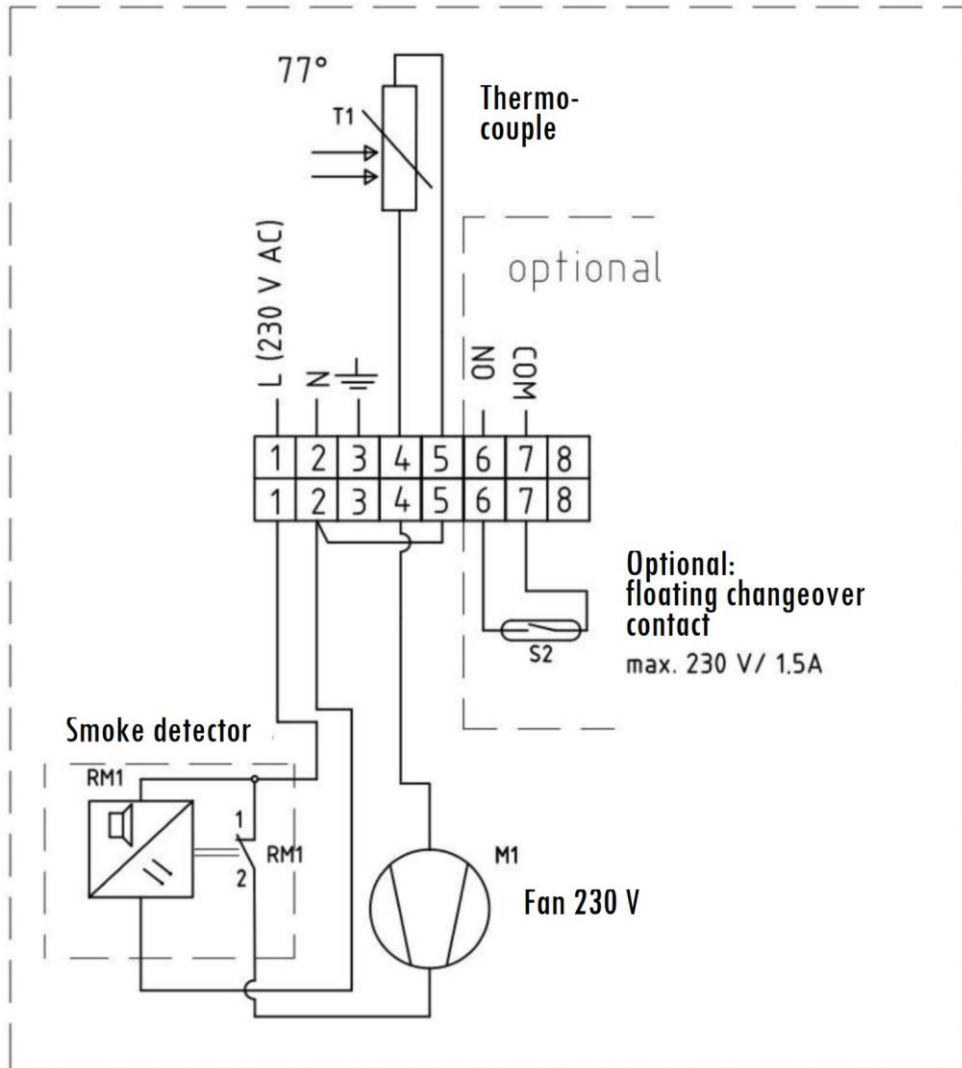 77°
T1
Thermo-
couple
optional
L (230 V AC)
N
NO
COM
1 2 3 4 5 6 7 8
1 2 3 4 5 6 7 8
Optional:
floating changeover
contact
max. 230 V/ 1.5A
S2
Smoke detector
RM1
1
RM1
2
M1
Fan 230 V